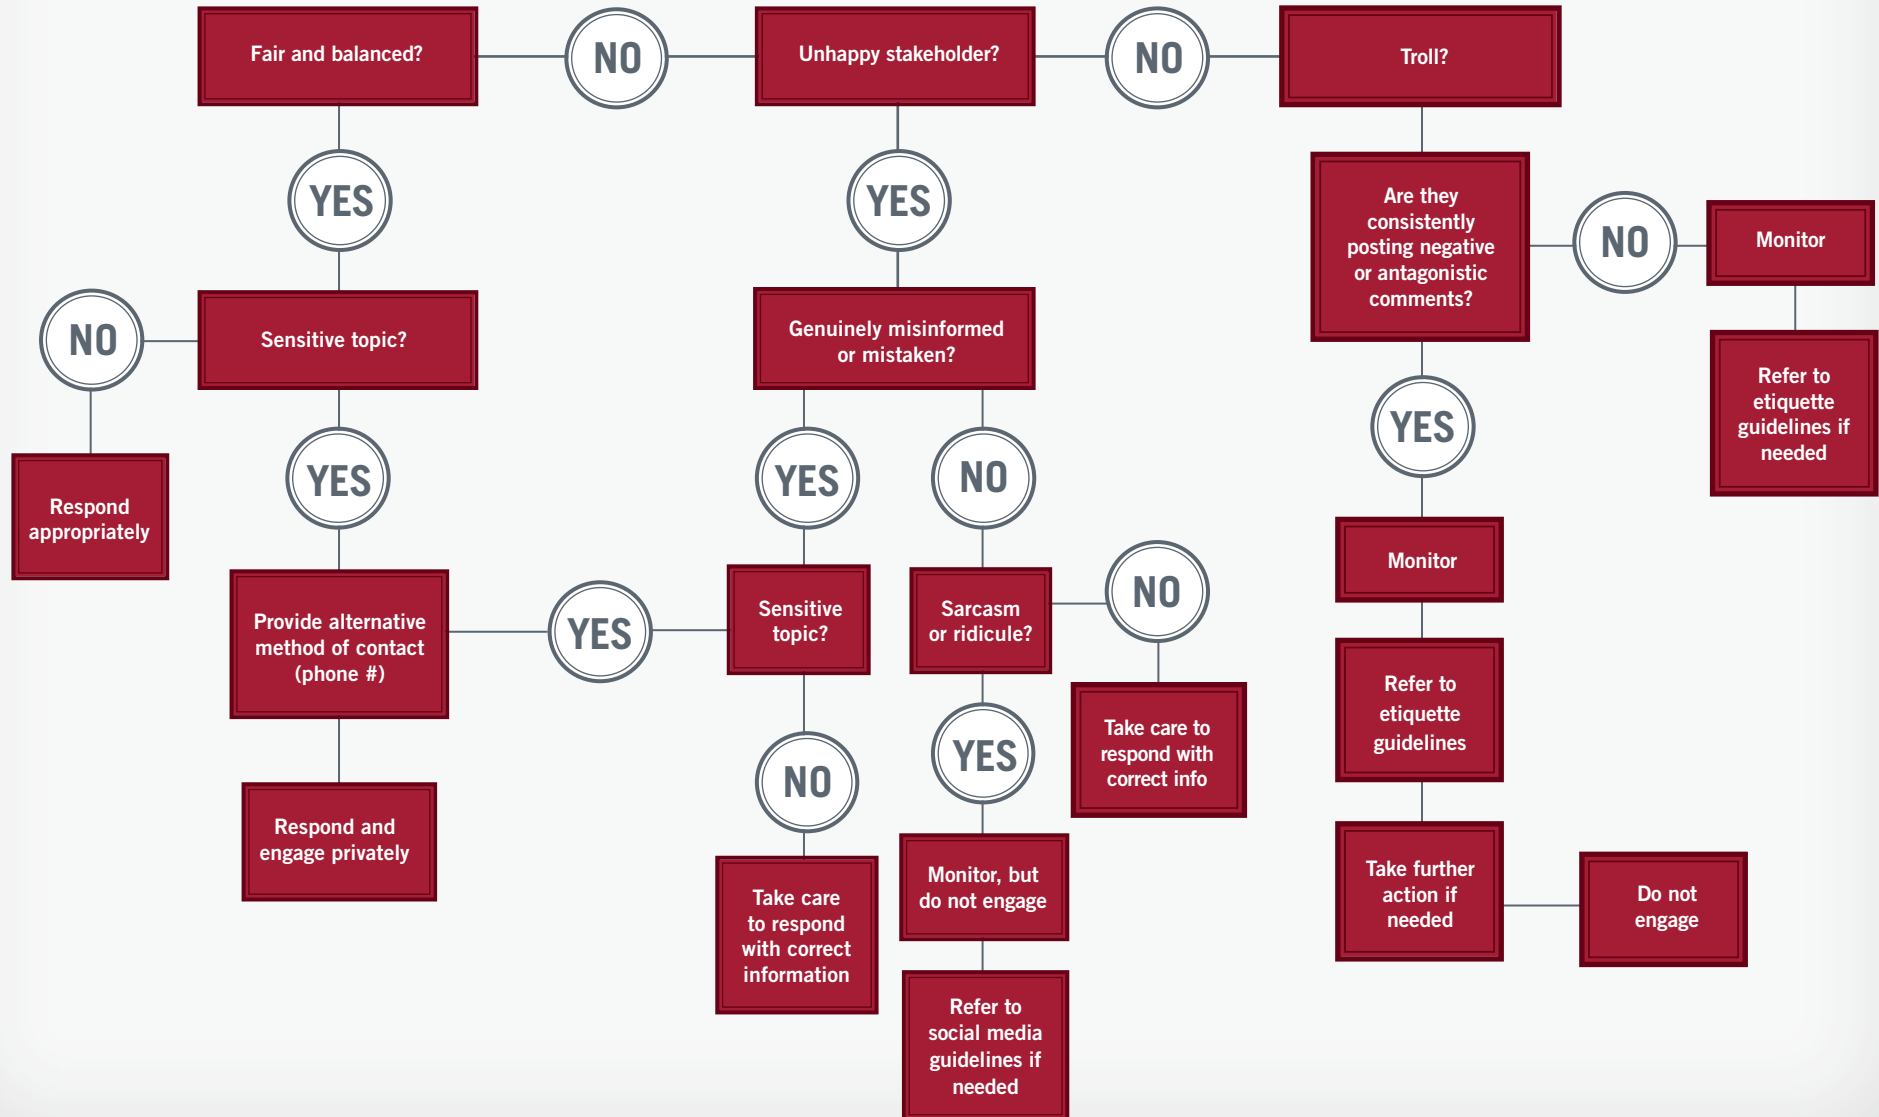 Fair and balanced?
NO
Unhappy stakeholder?
NO
Troll?
YES
YES
Are they
consistently
posting negative
or antagonistic
comments?
NO
Monitor
NO
Sensitive topic?
Genuinely misinformed
or mistaken?
Refer to
etiquette
guidelines if
needed
YES
Respond
appropriately
YES
YES
NO
Monitor
Provide alternative
method of contact
(phone #)
YES
Sensitive
topic?
Sarcasm
or ridicule?
NO
Refer to
etiquette
guidelines
Take care to
respond with
correct info
YES
NO
Respond and
engage privately
Monitor, but
do not engage
Take further
action if
needed
Do not
engage
Take care
to respond
with correct
information
Refer to
social media
guidelines if
needed